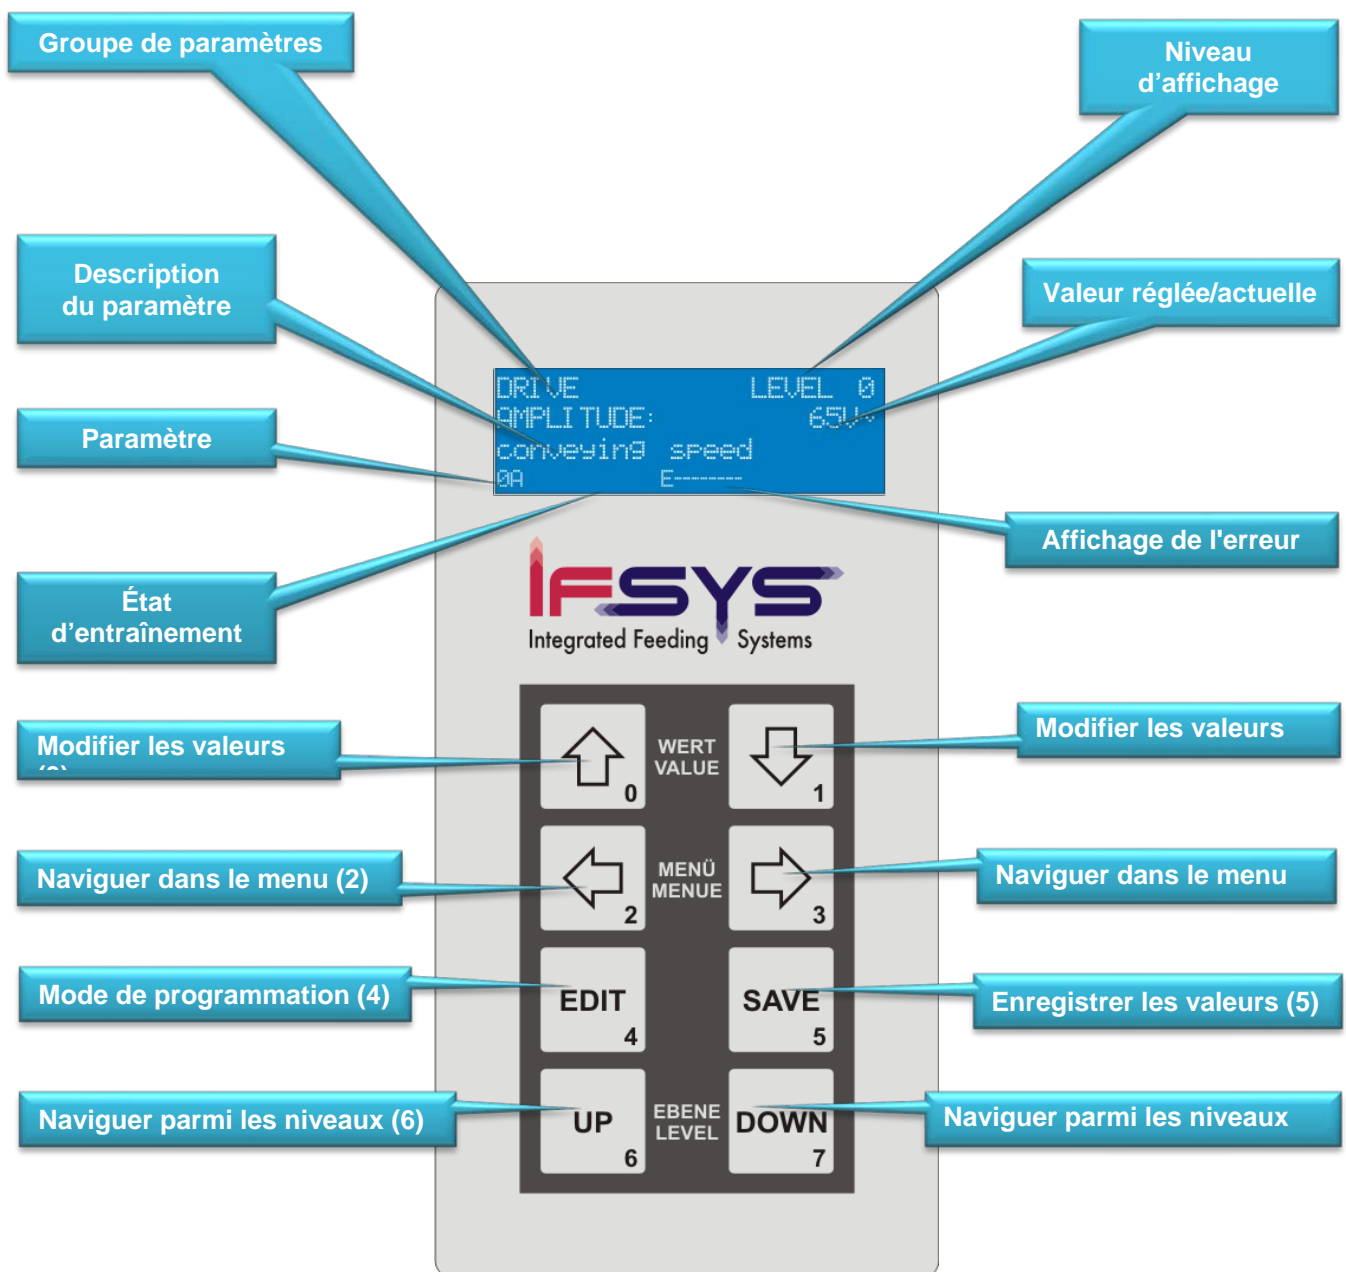 Groupe de paramètres
Niveau
d’affichage
Description
du paramètre
Valeur réglée/actuelle
DRIVE LEVEL 0
AMPLITUDE: 65V
conveying speed
0A E--------
Paramètre
Affichage de l'erreur
État
d’entraînement
IFSYS
Integrated Feeding Systems
Modifier les valeurs
Modifier les valeurs
WERT
VALUE
0
1
Naviguer dans le menu (2)
Naviguer dans le menu
MENÜ
MENUE
2
3
Mode de programmation (4)
Enregistrer les valeurs (5)
EDIT
4
SAVE
5
Naviguer parmi les niveaux (6)
Naviguer parmi les niveaux
UP
6
EBENE
LEVEL
DOWN
7